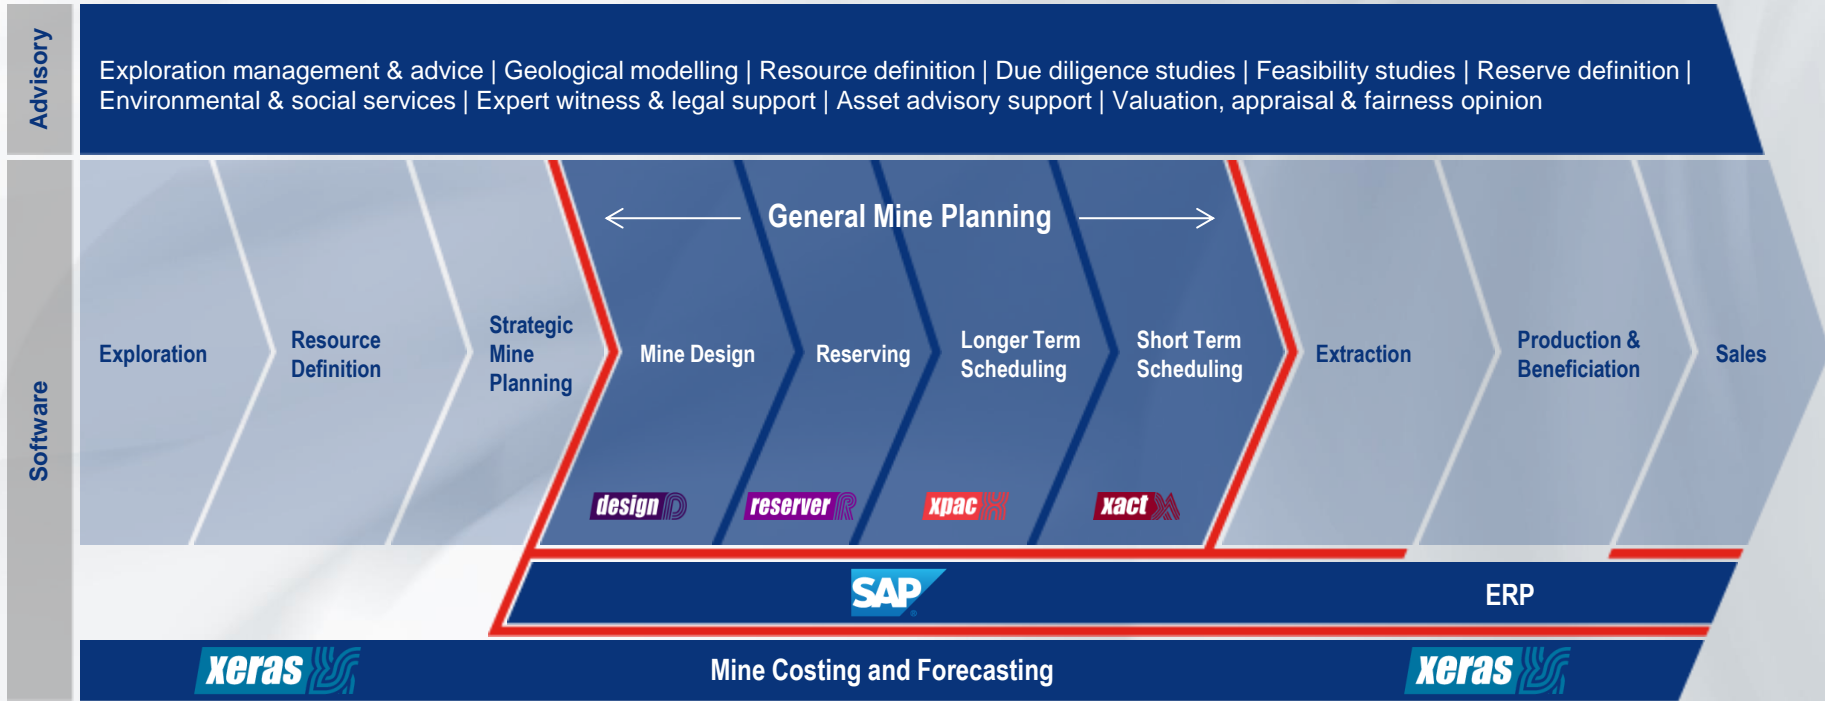 Advisory
Exploration management & advice | Geological modelling | Resource definition | Due diligence studies | Feasibility studies | Reserve definition |
Environmental & social services | Expert witness & legal support | Asset advisory support | Valuation, appraisal & fairness opinion
Software
General Mine Planning
Exploration
Resource
Definition
Strategic
Mine
Planning
Mine Design
Reserving
Longer Term
Scheduling
Short Term
Scheduling
Extraction
Production &
Beneficiation
Sales
design
reserver
xpac
xact
SAP
ERP
xeras
Mine Costing and Forecasting
xeras